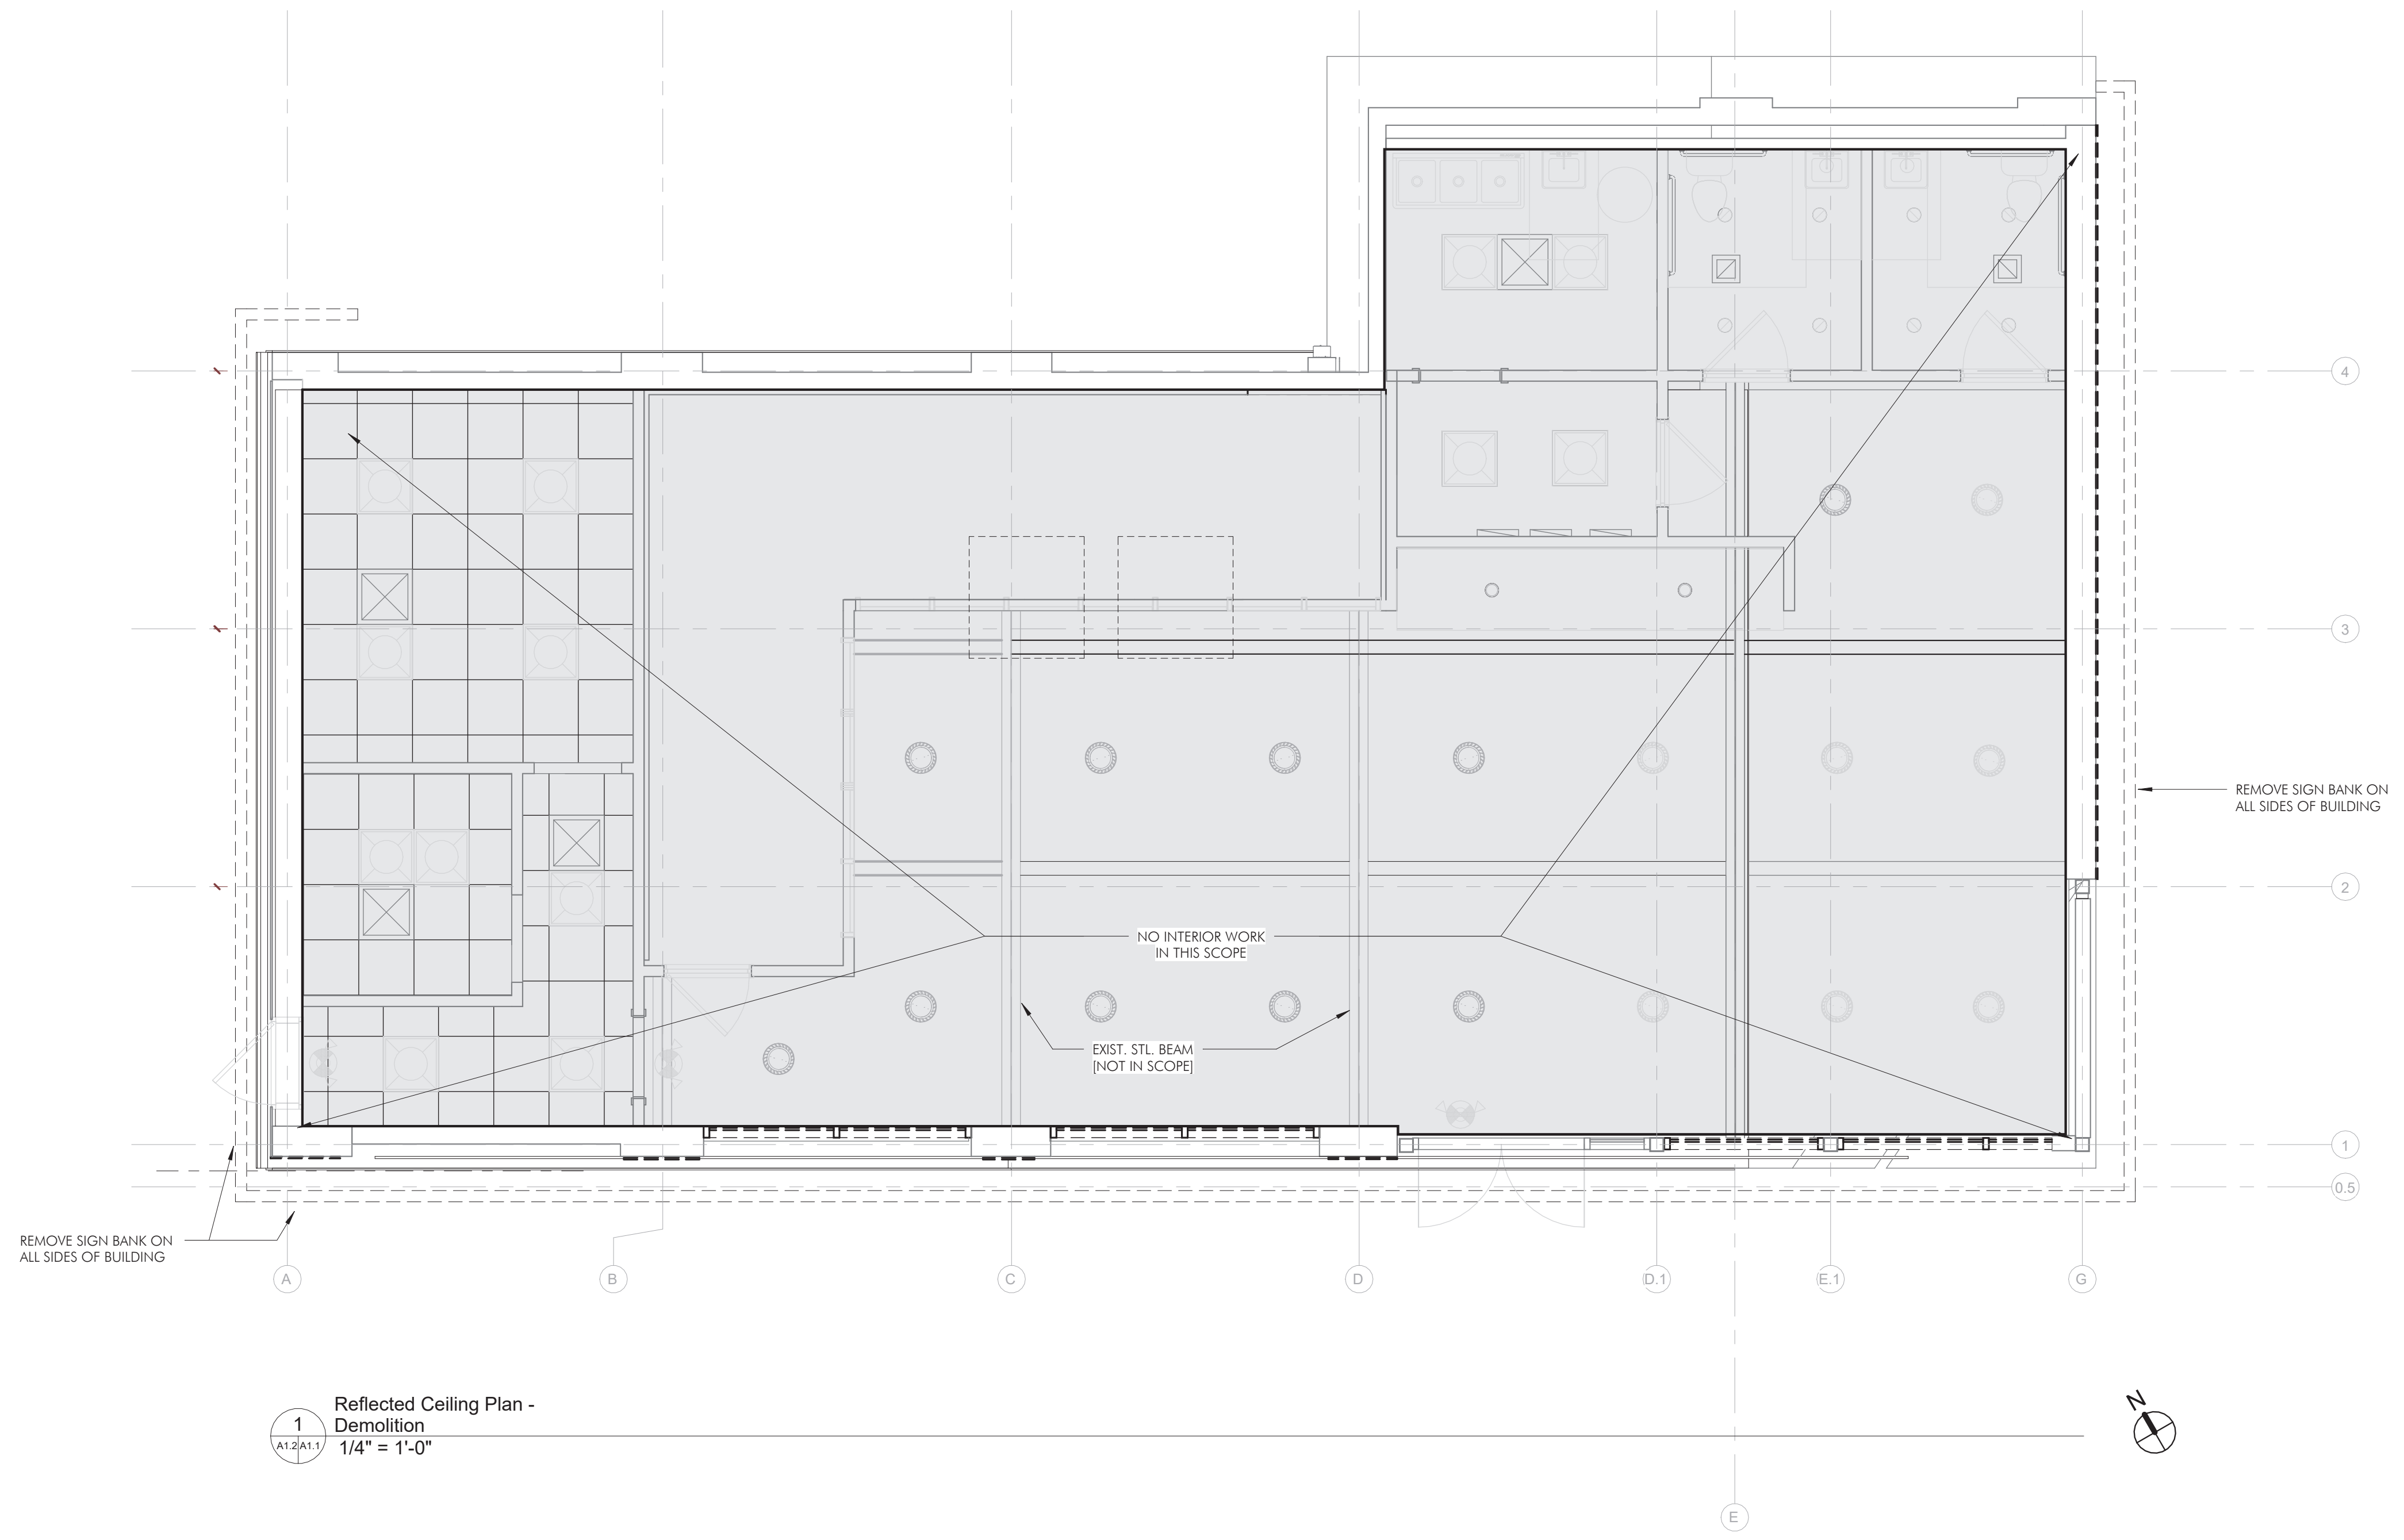 4
3
REMOVE SIGN BANK ON
ALL SIDES OF BUILDING
2
NO INTERIOR WORK
IN THIS SCOPE
EXIST. STL. BEAM
[NOT IN SCOPE]
1
0.5
REMOVE SIGN BANK ON
ALL SIDES OF BUILDING
A
B
C
D
D.1
E.1
G
1
A1.2 A1.1
Reflected Ceiling Plan -
Demolition
1/4" = 1'-0"
N
E